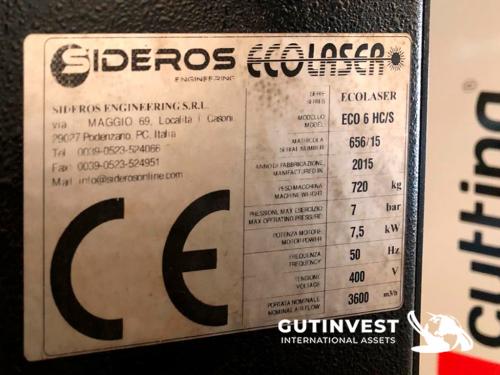 SIDEROS
ENGINEERING
ECOLASER
SIDEROS ENGINEERING S.R.L.
via MAGGIO 69, Località I Casoni
29027 Podenzano, PC, Italia
Tel. 0039-0523-524066
Fax: 0039-0523-524951
Mail: info@siderosonline.com
CE
SERIE
SERIES
ECOLASER
MODELLO
MODEL
ECO 6 HC/S
MATRICOLA
SERIAL NUMBER
656/15
ANNO DI FABBRICAZIONE
MANUFACTURED IN
2015
PESO MACCHINA
MACHINE WEIGHT
720 kg
PRESSIONE MAX ESERCIZIO
MAX OPERATING PRESSURE
7 bar
POTENZA MOTORE
MOTOR POWER
7,5 kW
FREQUENZA
FREQUENCY
50 Hz
TENSIONE
VOLTAGE
400 V
PORTATA NOMINALE
NOMINAL AIR FLOW
3600 m3/h
cutting®
GUTINVEST
INTERNATIONAL ASSETS